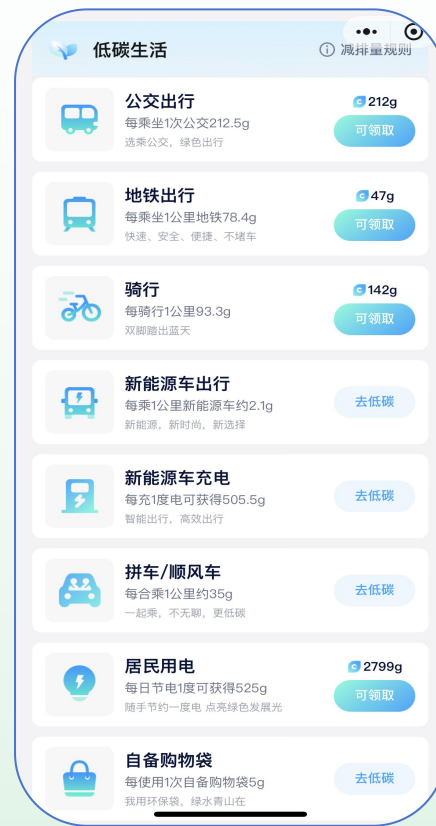 低碳生活
减排量规则
公交出行
每乘坐1次公交212.5g
选乘公交，绿色出行
212g
可领取
地铁出行
每乘坐1公里地铁78.4g
快速、安全、便捷、不堵车
47g
可领取
骑行
每骑行1公里93.3g
双脚踏出蓝天
142g
可领取
新能源车出行
每乘1公里新能源车约2.1g
新能源，新时尚，新选择
去低碳
新能源车充电
每充1度电可获得505.5g
智能出行，高效出行
去低碳
拼车/顺风车
每合乘1公里约35g
一起乘，不无聊，更低碳
去低碳
居民用电
每日节电1度可获得525g
随手节约一度电 点亮绿色发展光
2799g
可领取
自备购物袋
每使用1次自备购物袋5g
我用环保袋，绿水青山在
去低碳